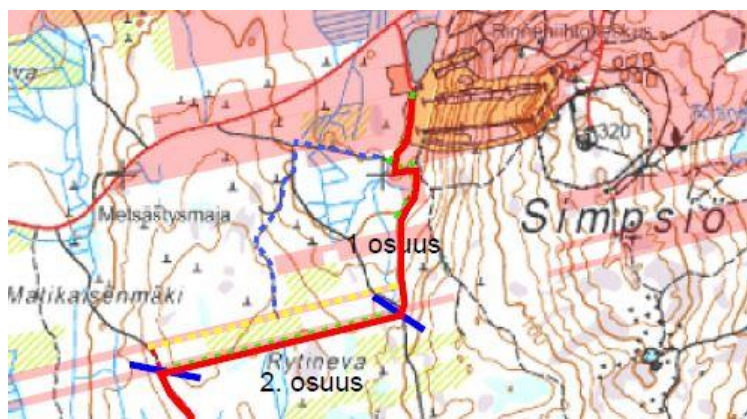 Rinnehiihtokeskus
320
Metsästysmaja
Simpsiö
1 osuus
Matikaisenmäki
Rytineva
2. osuus